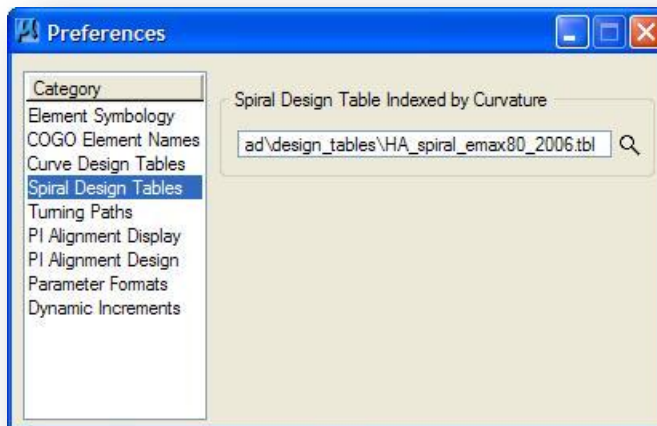 Preferences
Category
Element Symbology
COGO Element Names
Curve Design Tables
Spiral Design Tables
Turning Paths
PI Alignment Display
PI Alignment Design
Parameter Formats
Dynamic Increments
Spiral Design Table Indexed by Curvature
ad\design_tables\HA_spiral_emax80_2006.tbl